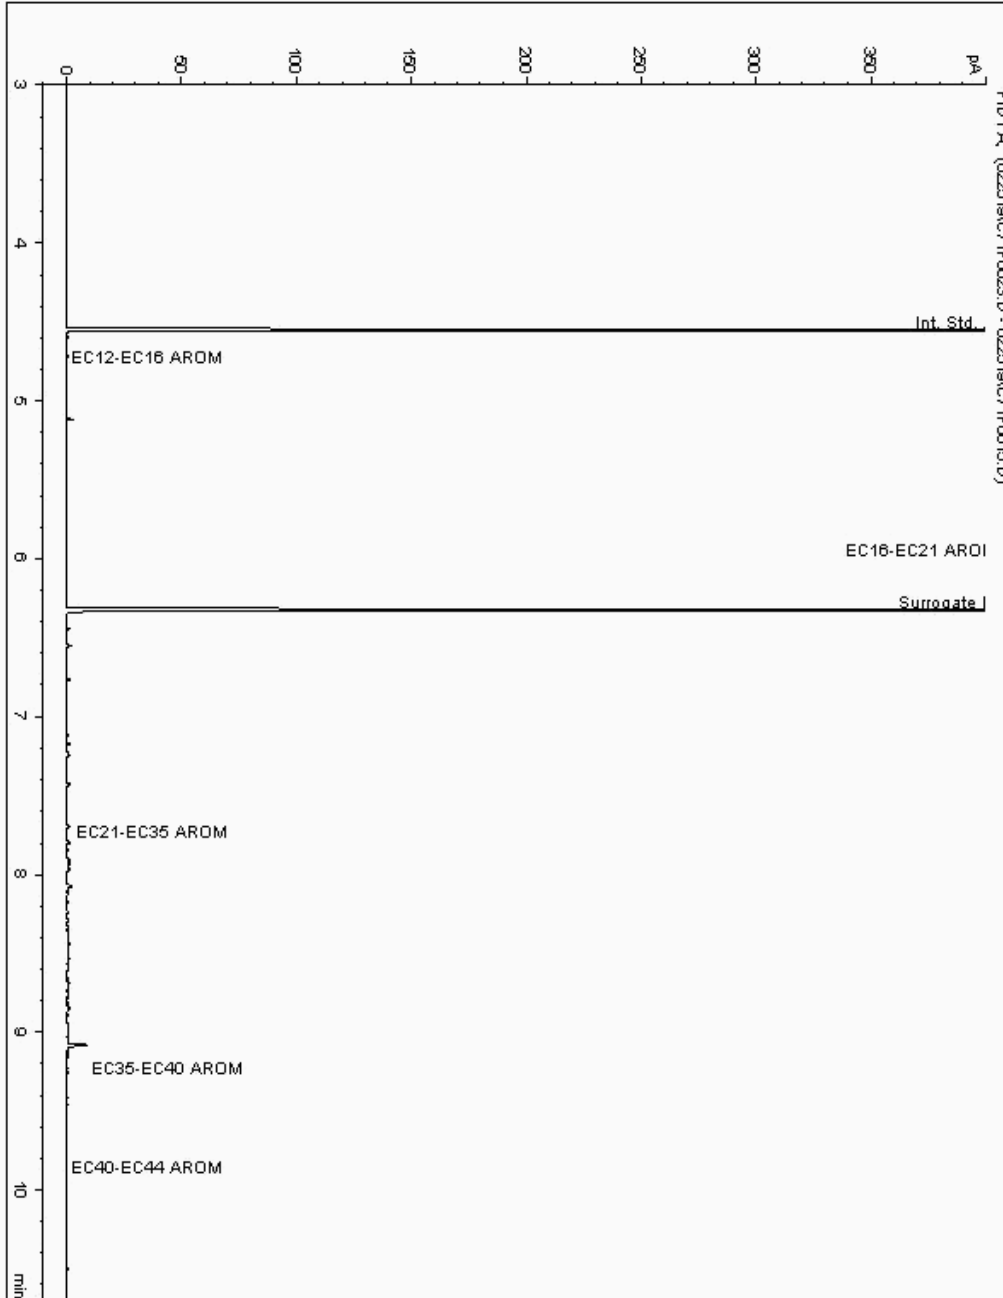 pA
350
300
250
200
150
100
50
0
3
4
5
6
7
8
9
10
min
Int. Std.
EC12-EC16 AROM
EC16-EC21 AROI
Surrogate
EC21-EC35 AROM
EC35-EC40 AROM
EC40-EC44 AROM